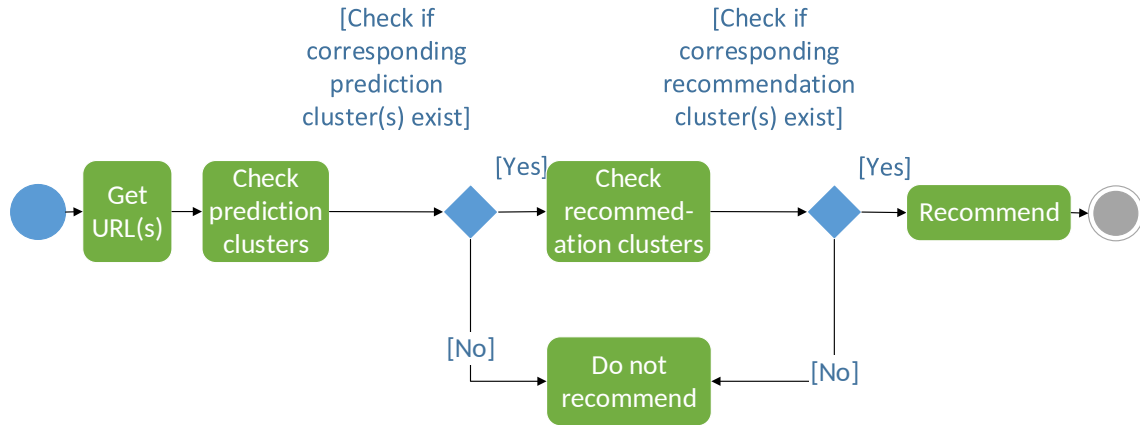 [Check if
corresponding
prediction
cluster(s) exist]
[Check if
corresponding
recommendation
cluster(s) exist]
Get
URL(s)
Check
prediction
clusters
[Yes]
Check
recommed-
ation clusters
[Yes]
Recommend
[No]
Do not
recommend
[No]